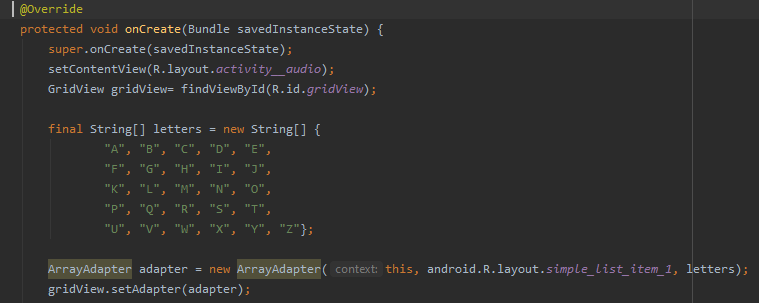 @Override
protected void onCreate(Bundle savedInstanceState) {
super.onCreate(savedInstanceState);
setContentView(R.layout.activity__audio);
GridView gridView= findViewById(R.id.gridView);
final String[] letters = new String[] {
"A", "B", "C", "D", "E",
"F", "G", "H", "I", "J",
"K", "L", "M", "N", "O",
"P", "Q", "R", "S", "T",
"U", "V", "W", "X", "Y", "Z"};
ArrayAdapter adapter = new ArrayAdapter( context: this, android.R.layout.simple_list_item_1, letters);
gridView.setAdapter(adapter);